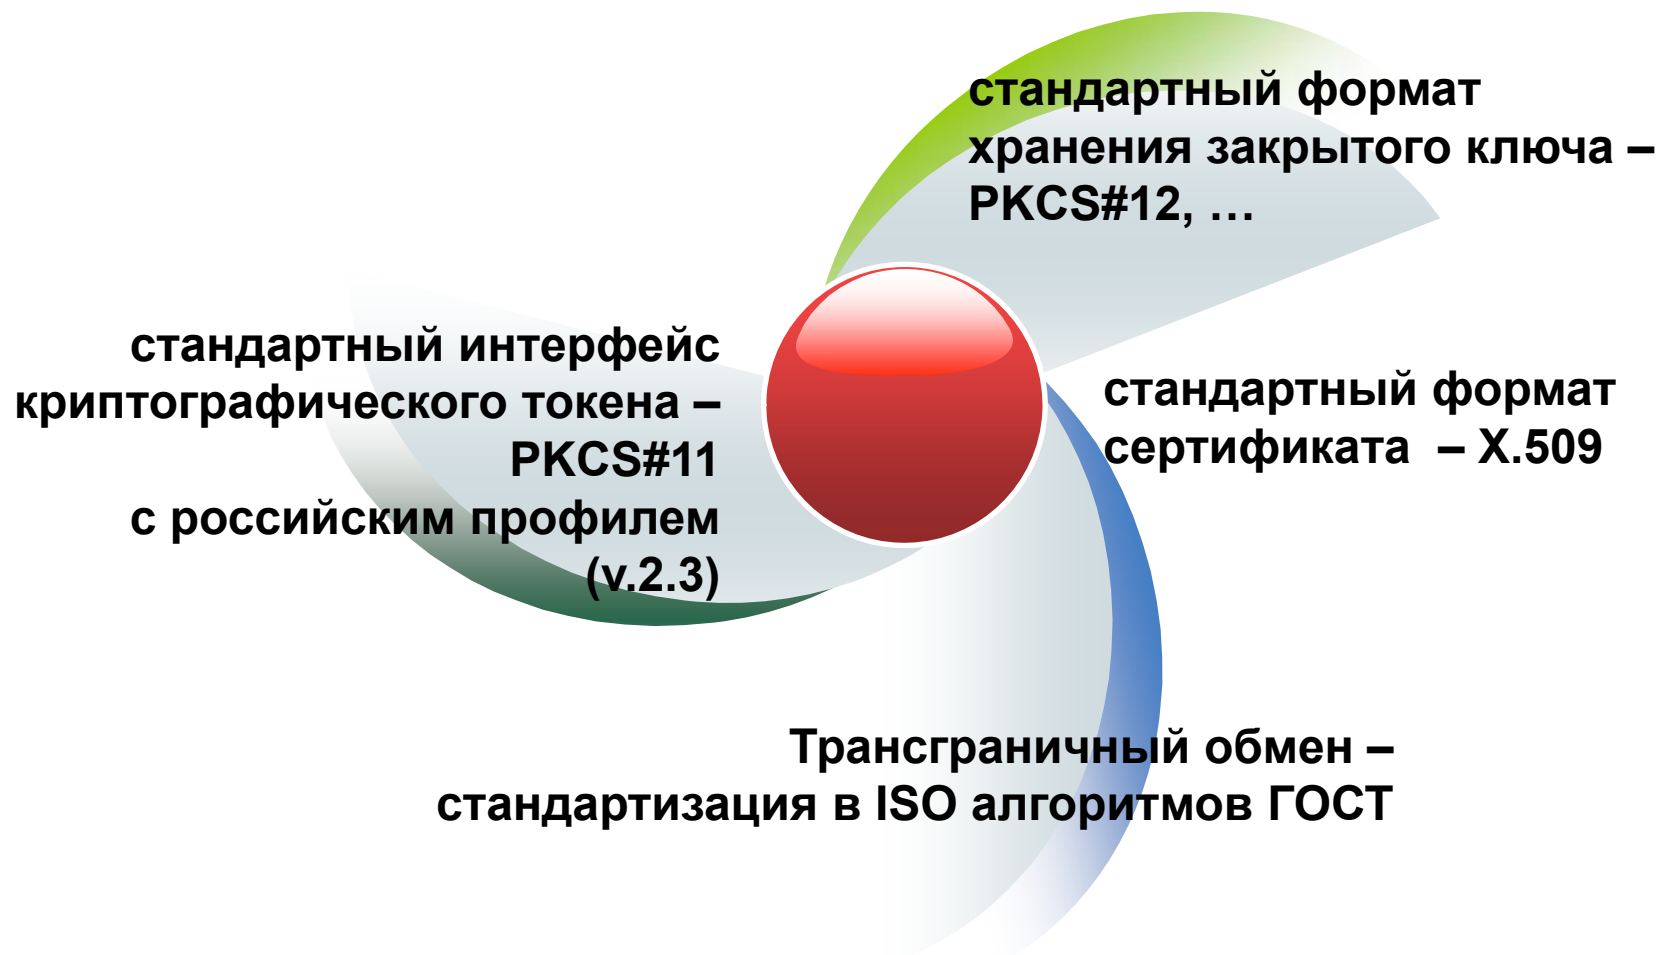 стандартный формат
хранения закрытого ключа –
PKCS#12, …
стандартный интерфейс
криптографического токена –
PKCS#11
с российским профилем
(v.2.3)
стандартный формат
сертификата – X.509
Трансграничный обмен –
стандартизация в ISO алгоритмов ГОСТ